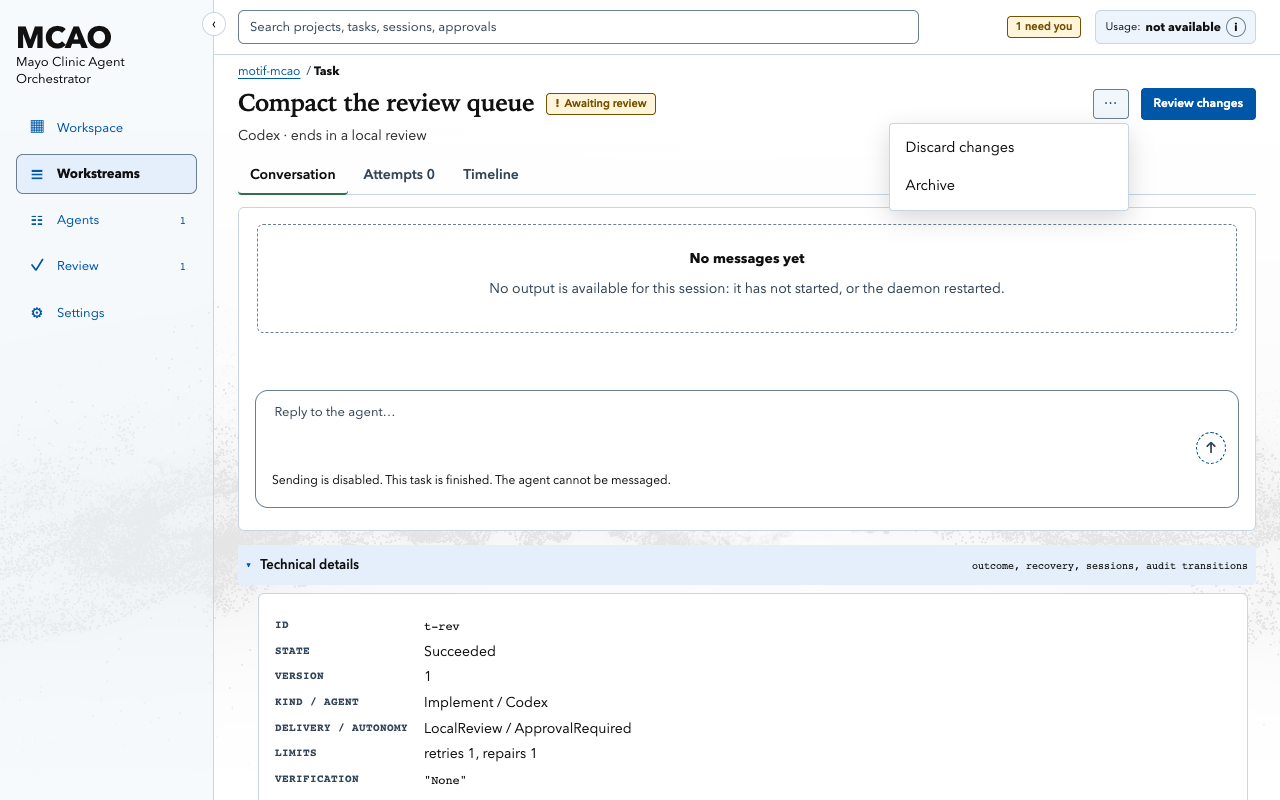 MCAO
Mayo Clinic Agent
Orchestrator
Workspace
Workstreams
Agents 1
Review 1
Settings
Search projects, tasks, sessions, approvals
1 need you
Usage: not available i
motif-mcao / Task
Compact the review queue
! Awaiting review
Codex · ends in a local review
···
Review changes
Discard changes
Archive
Conversation
Attempts 0
Timeline
No messages yet
No output is available for this session: it has not started, or the daemon restarted.
Reply to the agent…
Sending is disabled. This task is finished. The agent cannot be messaged.
Technical details
outcome, recovery, sessions, audit transitions
ID t-rev
STATE Succeeded
VERSION 1
KIND / AGENT Implement / Codex
DELIVERY / AUTONOMY LocalReview / ApprovalRequired
LIMITS retries 1, repairs 1
VERIFICATION "None"